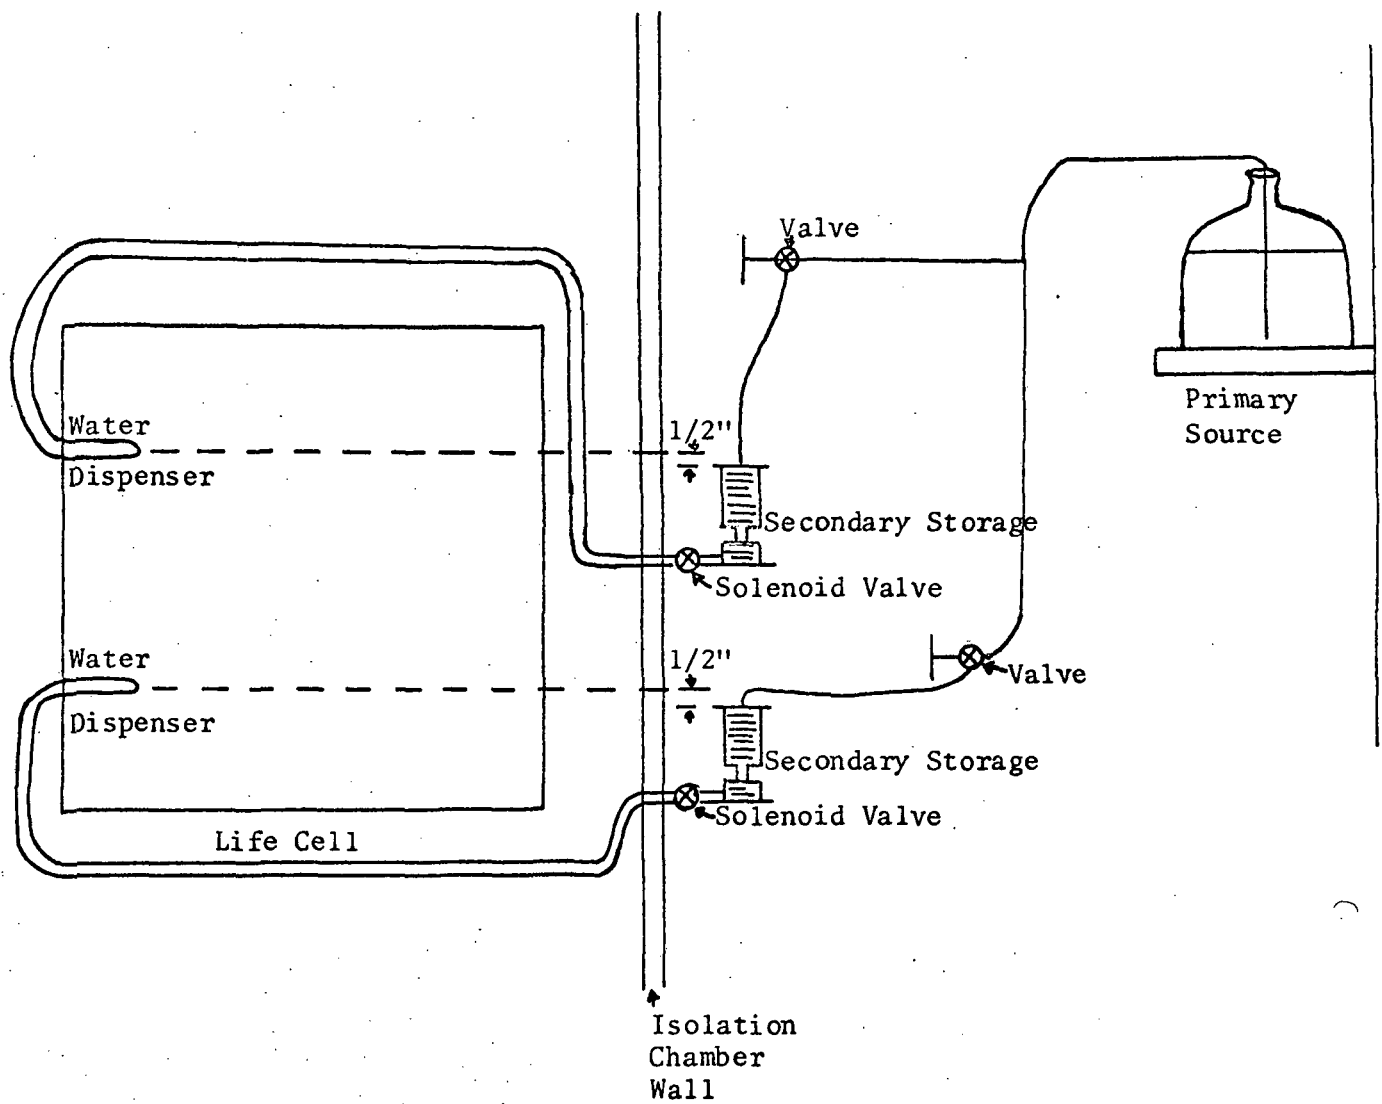 Valve
Primary
Source
Water
Dispenser
1/2"
Secondary Storage
Solenoid Valve
Water
Dispenser
1/2"
Valve
Secondary Storage
Solenoid Valve
Life Cell
Isolation
Chamber
Wall